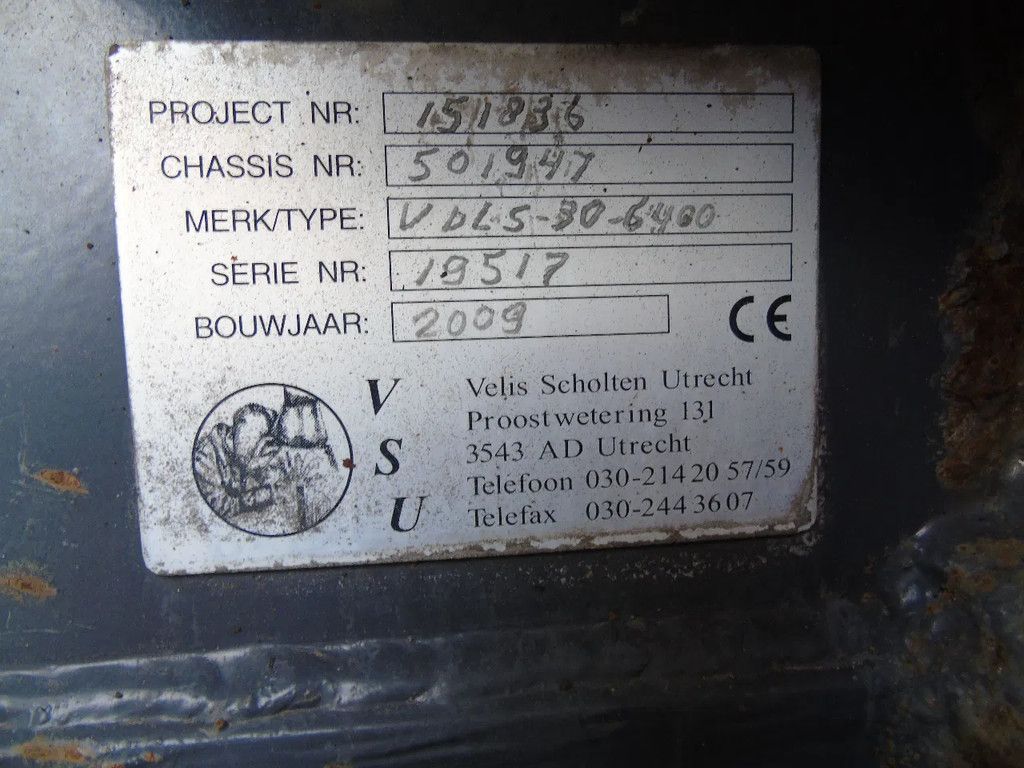 PROJECT NR: 151836
CHASSIS NR: 501947
MERK/TYPE: VDLS-30-6400
SERIE NR: 19517
BOUWJAAR: 2009 CE
V Velis Scholten Utrecht
Proostwetering 131
S 3543 AD Utrecht
Telefoon 030-214 20 57/59
U Telefax 030-244 36 07